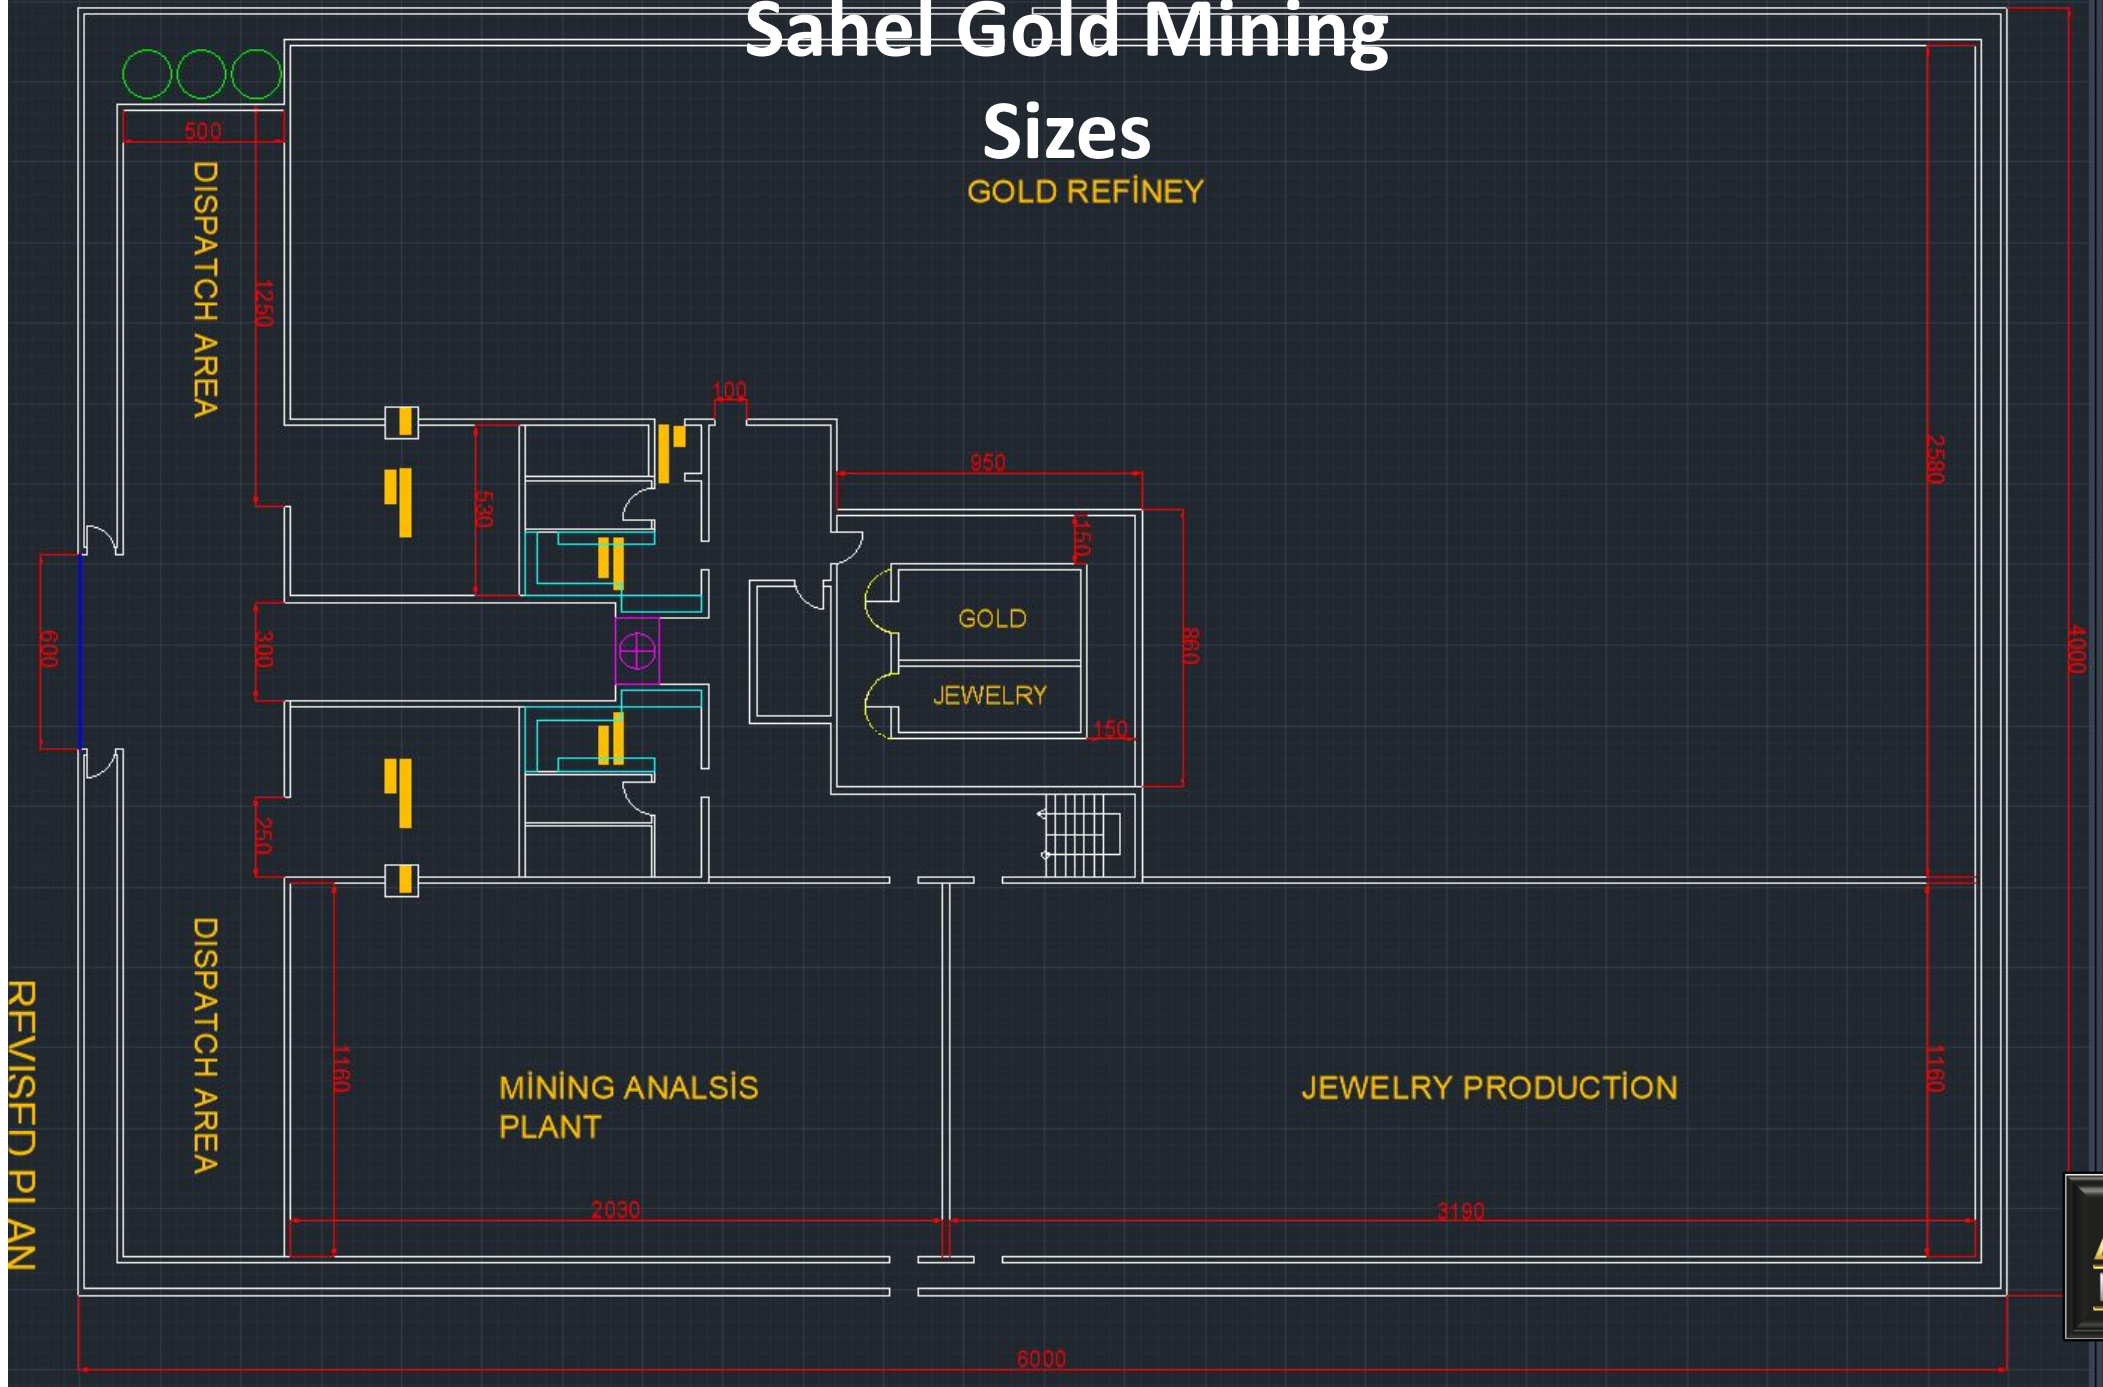 Sahel Gold Mining
Sizes
GOLD REFİNEY
500
DISPATCH AREA
1250
100
950
2580
530
150
GOLD
600
300
860
4000
JEWELRY
150
250
DISPATCH AREA
REVISED PLAN
1160
MİNİNG ANALSİS
PLANT
JEWELRY PRODUCTİON
1160
2030
3190
6000